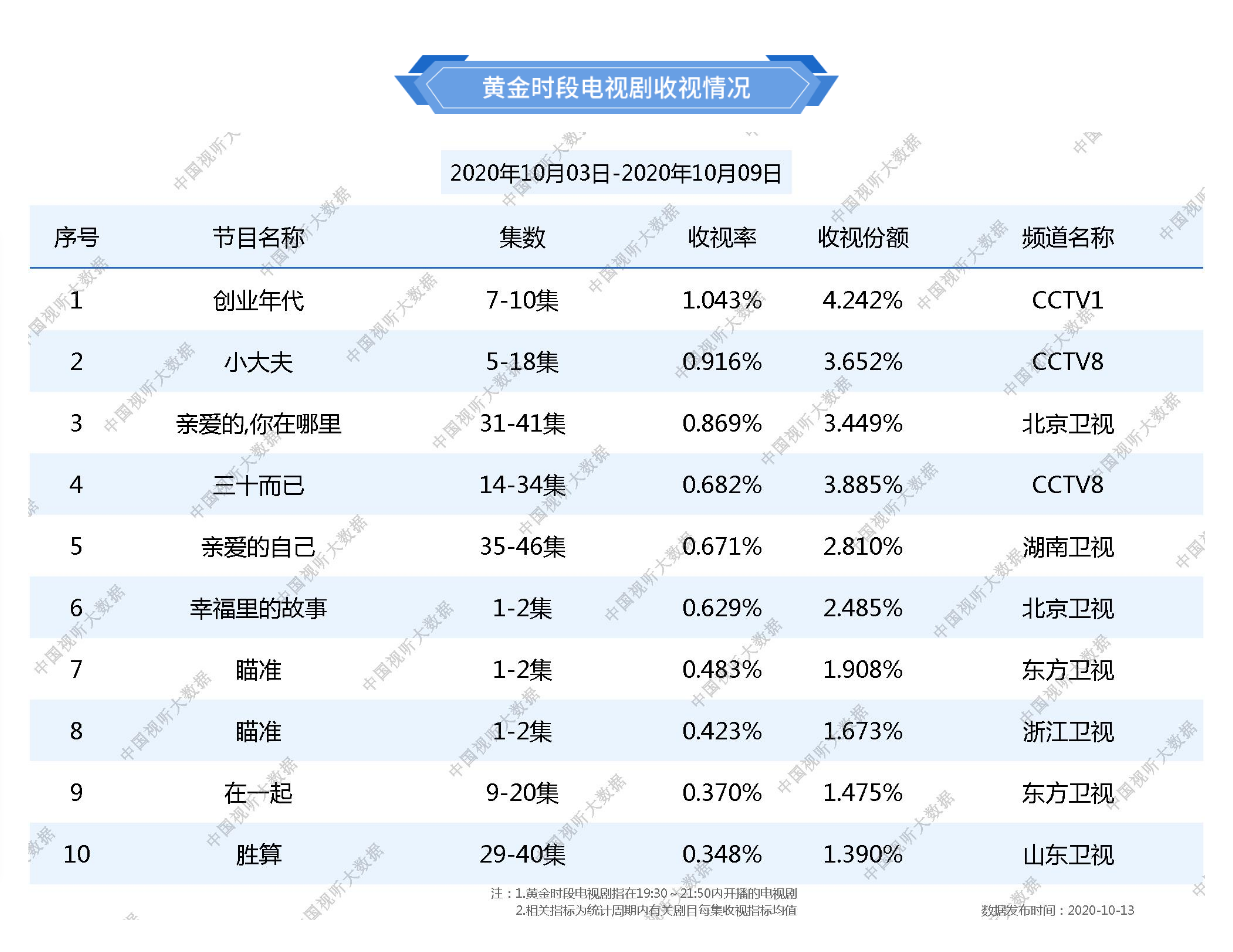 黄金时段电视剧收视情况
2020年10月03日-2020年10月09日
序号 节目名称 集数 收视率 收视份额 频道名称
1 创业年代 7-10集 1.043% 4.242% CCTV1
2 小大夫 5-18集 0.916% 3.652% CCTV8
3 亲爱的,你在哪里 31-41集 0.869% 3.449% 北京卫视
4 三十而已 14-34集 0.682% 3.885% CCTV8
5 亲爱的自己 35-46集 0.671% 2.810% 湖南卫视
6 幸福里的故事 1-2集 0.629% 2.485% 北京卫视
7 瞄准 1-2集 0.483% 1.908% 东方卫视
8 瞄准 1-2集 0.423% 1.673% 浙江卫视
9 在一起 9-20集 0.370% 1.475% 东方卫视
10 胜算 29-40集 0.348% 1.390% 山东卫视
注：1.黄金时段电视剧指在19:30～21:50内开播的电视剧
2.相关指标为统计周期内有关剧目每集收视指标均值
数据发布时间：2020-10-13
中国视听大数据